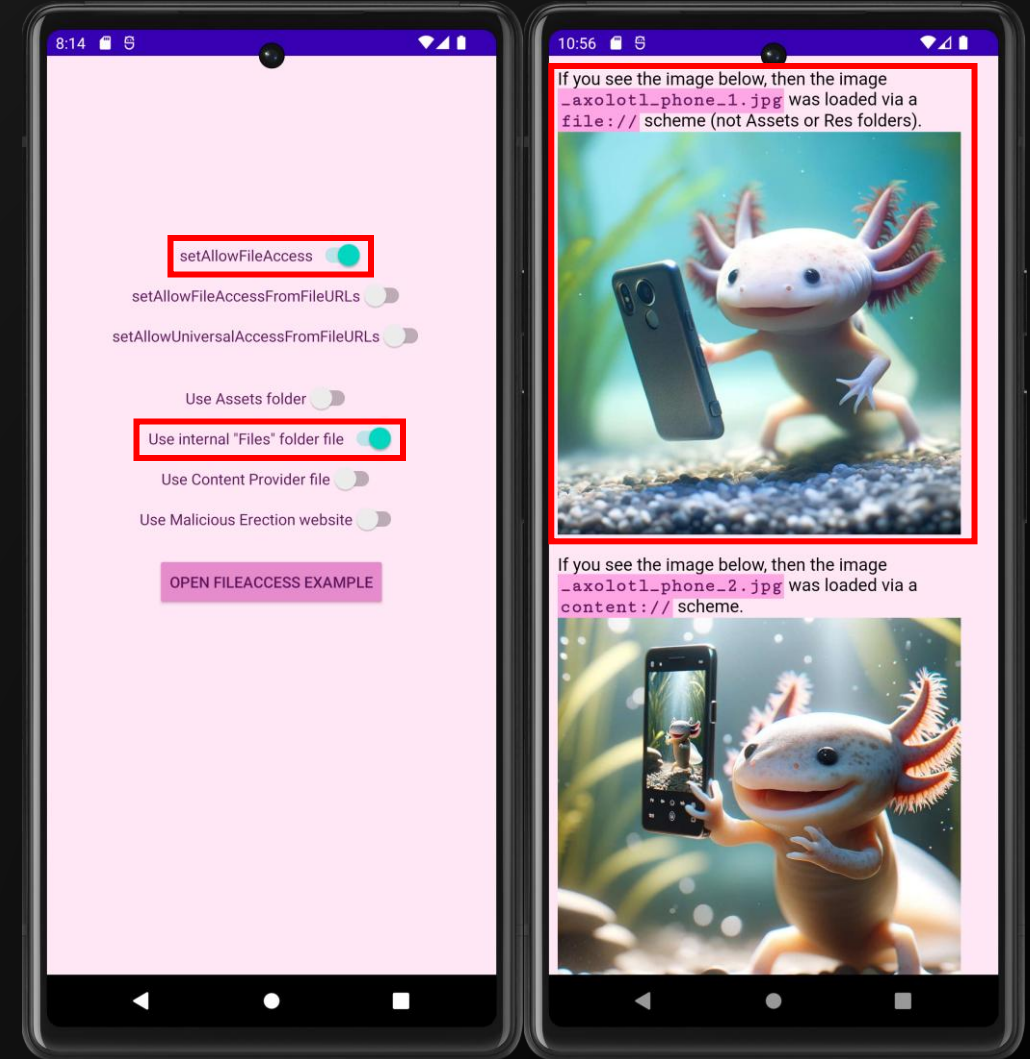 8:14
setAllowFileAccess
setAllowFileAccessFromFileURLs
setAllowUniversalAccessFromFileURLs
Use Assets folder
Use internal "Files" folder file
Use Content Provider file
Use Malicious Erection website
OPEN FILEACCESS EXAMPLE
10:56
If you see the image below, then the image
_axolotl_phone_1.jpg was loaded via a
file:// scheme (not Assets or Res folders).
If you see the image below, then the image
_axolotl_phone_2.jpg was loaded via a
content:// scheme.